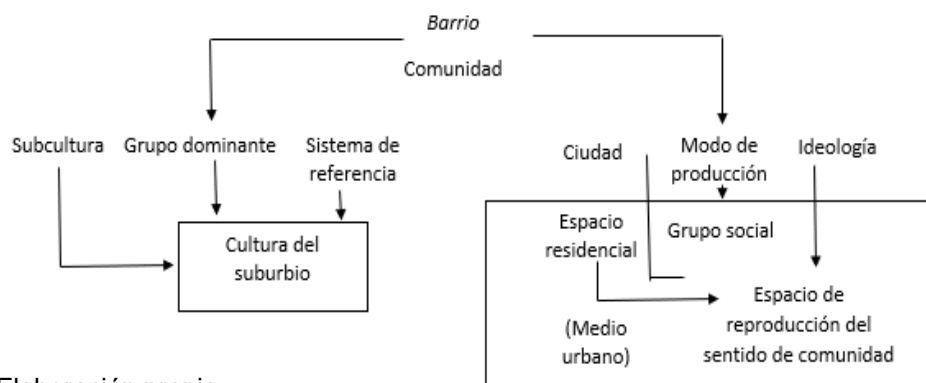 Barrio
Comunidad
Subcultura
Grupo dominante
Sistema de
referencia
Ciudad
Modo de
producción
Ideología
Cultura del
suburbio
Espacio
residencial
Grupo social
(Medio
urbano)
Espacio de
reproducción del
sentido de comunidad